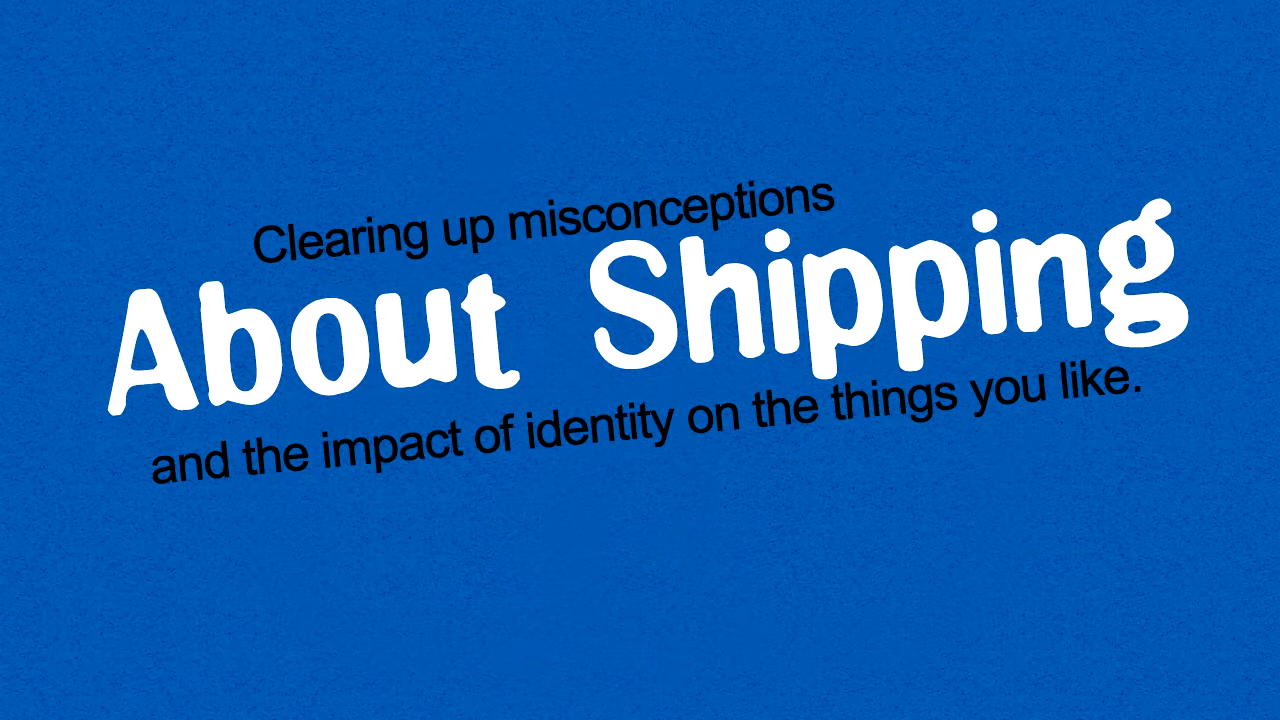 Clearing up misconceptions
About Shipping
and the impact of identity on the things you like.